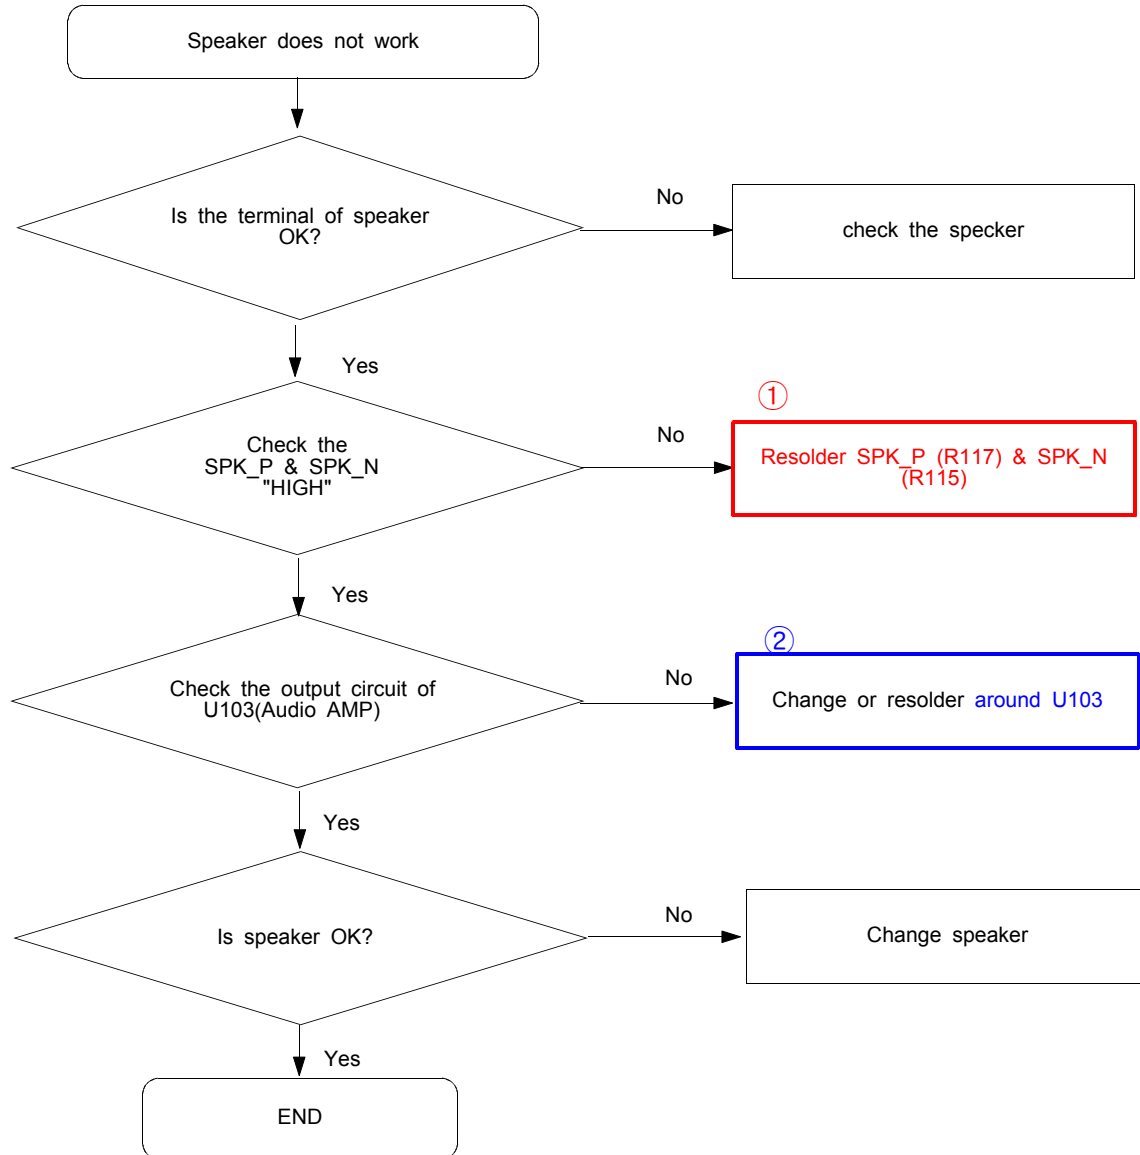 Speaker does not work
Is the terminal of speaker
OK?
No
check the specker
Yes
Check the
SPK_P & SPK_N
"HIGH"
No
①
Resolder SPK_P (R117) & SPK_N
(R115)
Yes
Check the output circuit of
U103(Audio AMP)
No
②
Change or resolder around U103
Yes
Is speaker OK?
No
Change speaker
Yes
END